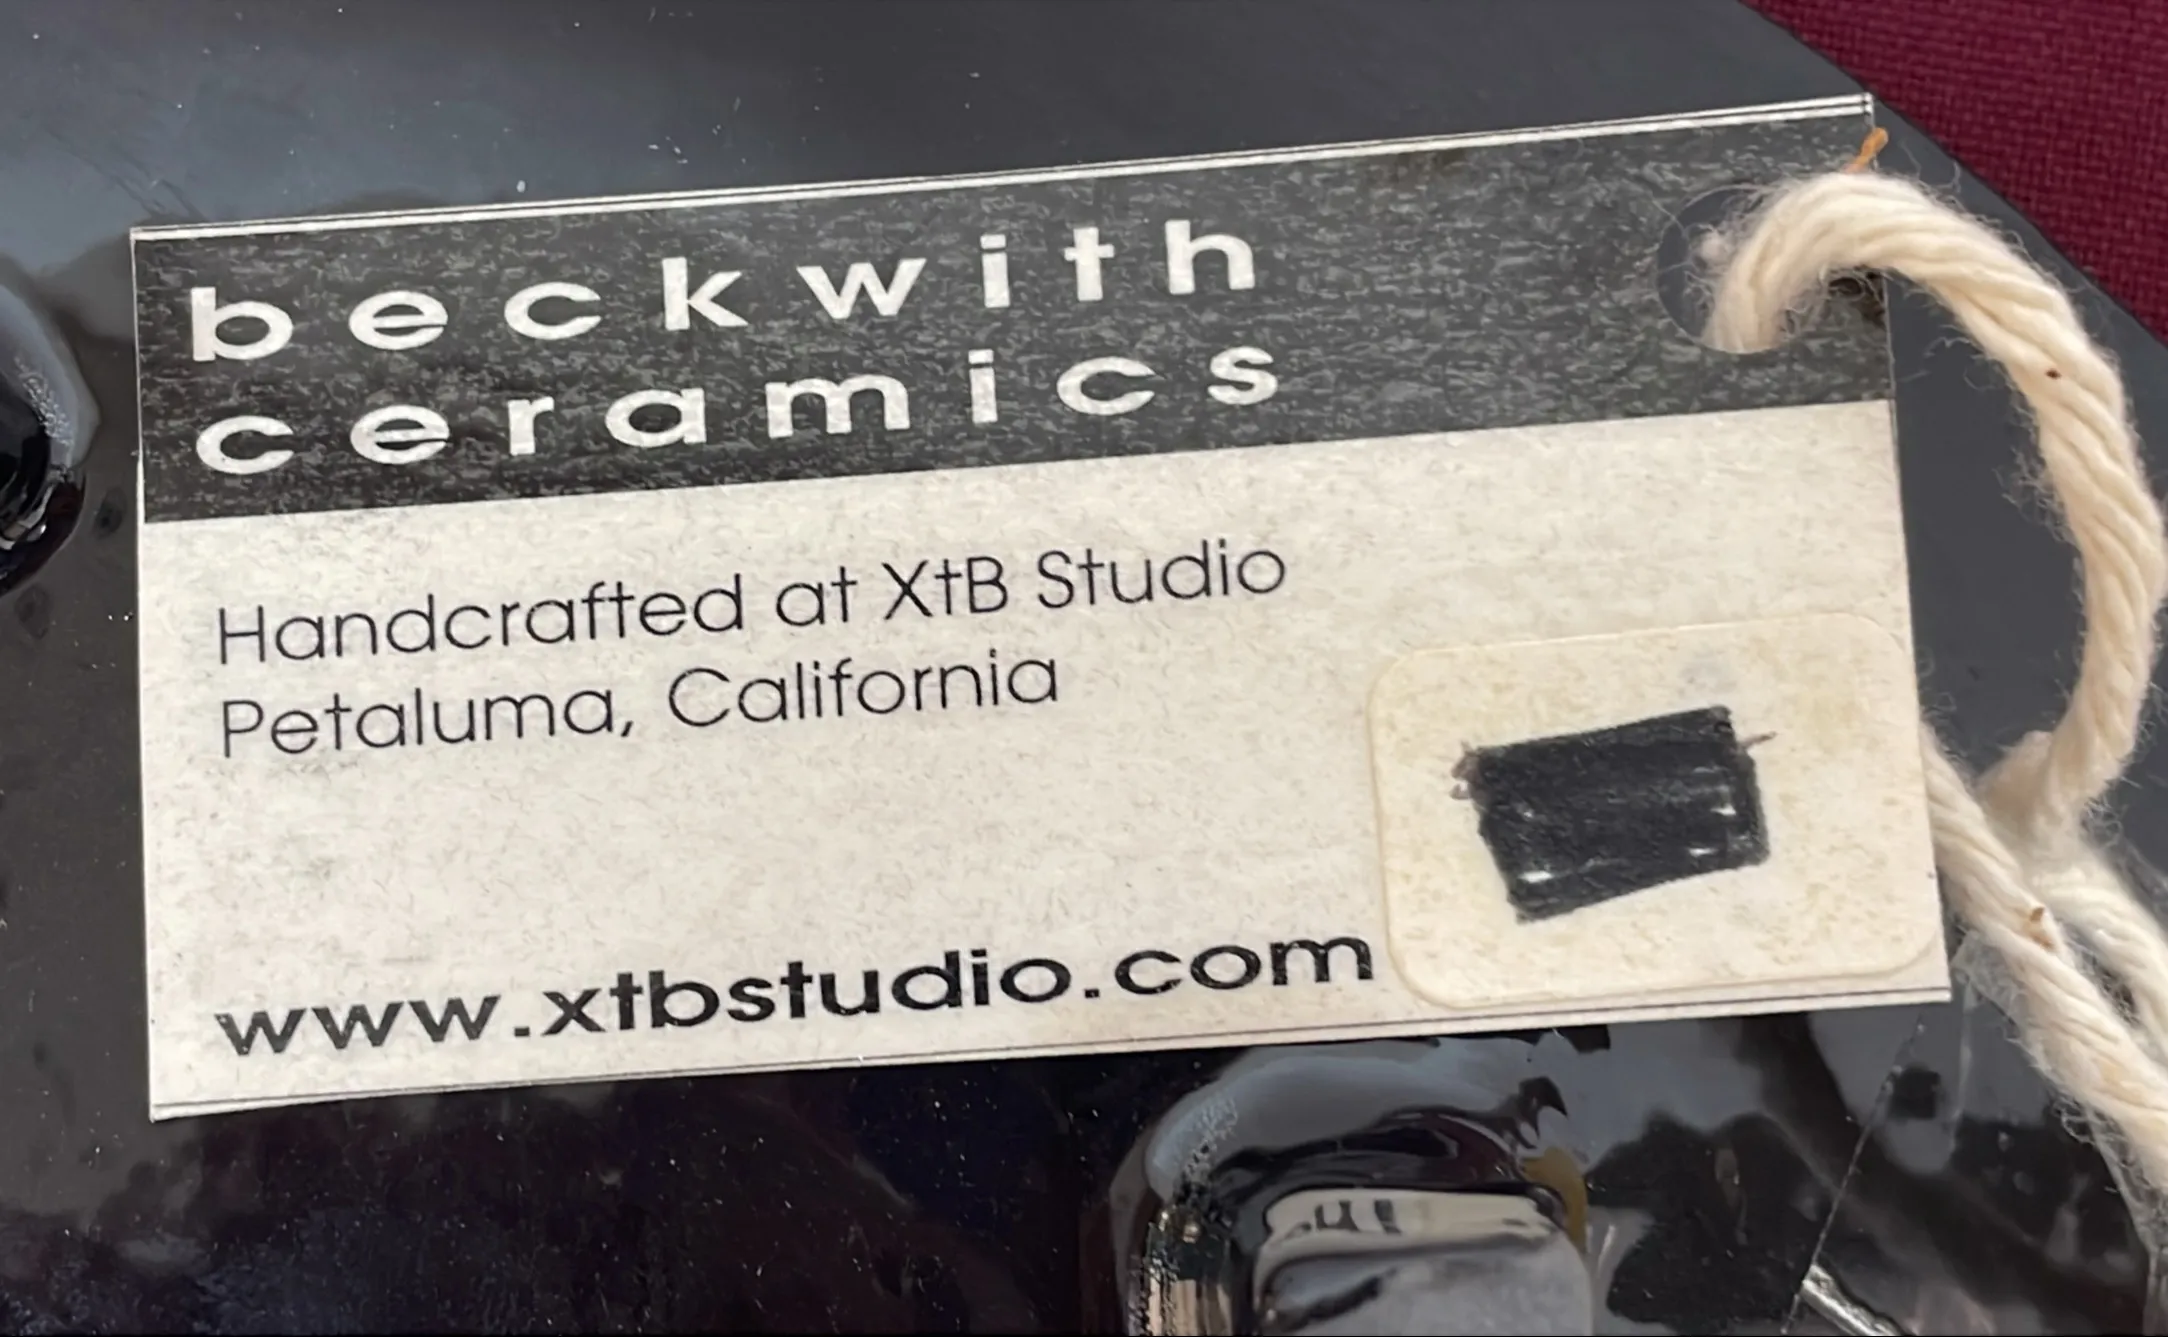 beckwith
ceramics
Handcrafted at XtB Studio
Petaluma, California
www.xtbstudio.com